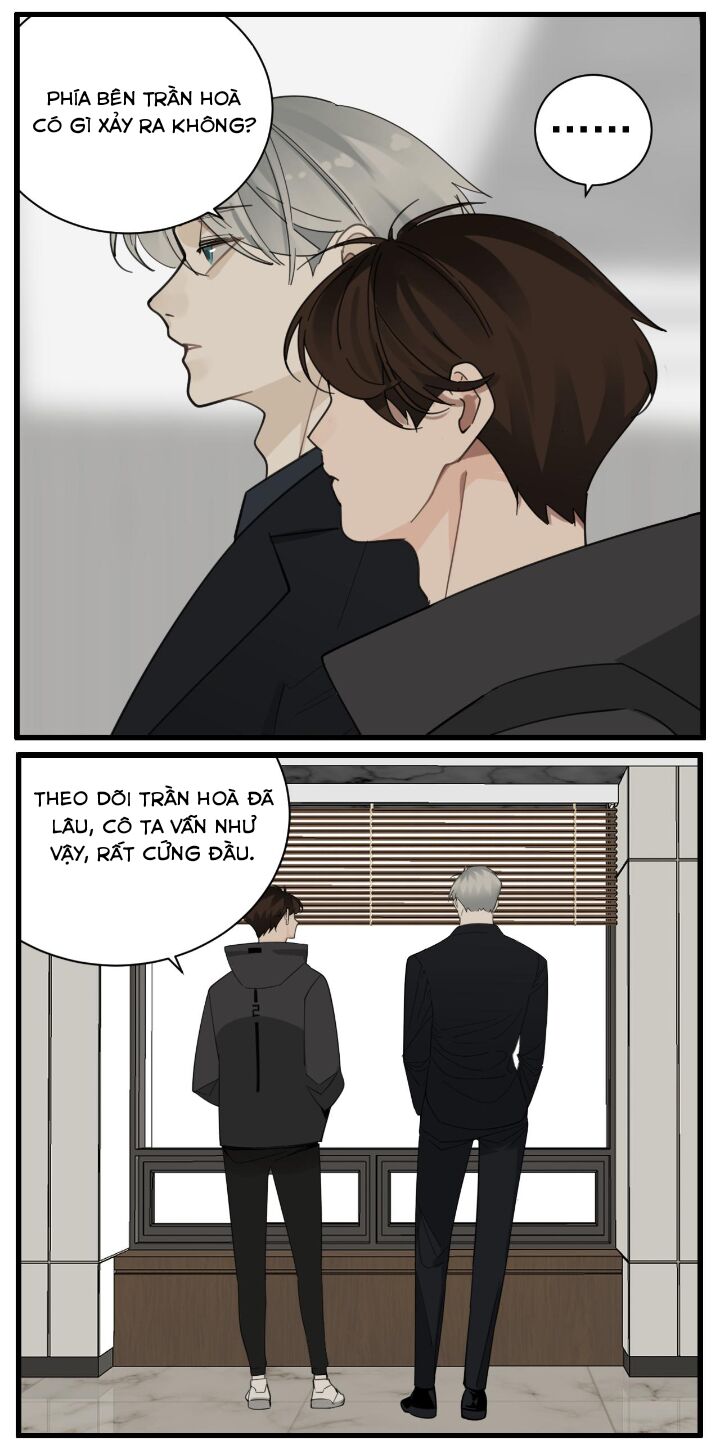 PHÍA BÊN TRẦN HOÀ
CÓ GÌ XẢY RA KHÔNG?
......
THEO DÕI TRẦN HOÀ ĐÃ
LÂU, CÔ TA VẪN NHƯ
VẬY, RẤT CỨNG ĐẦU.
2